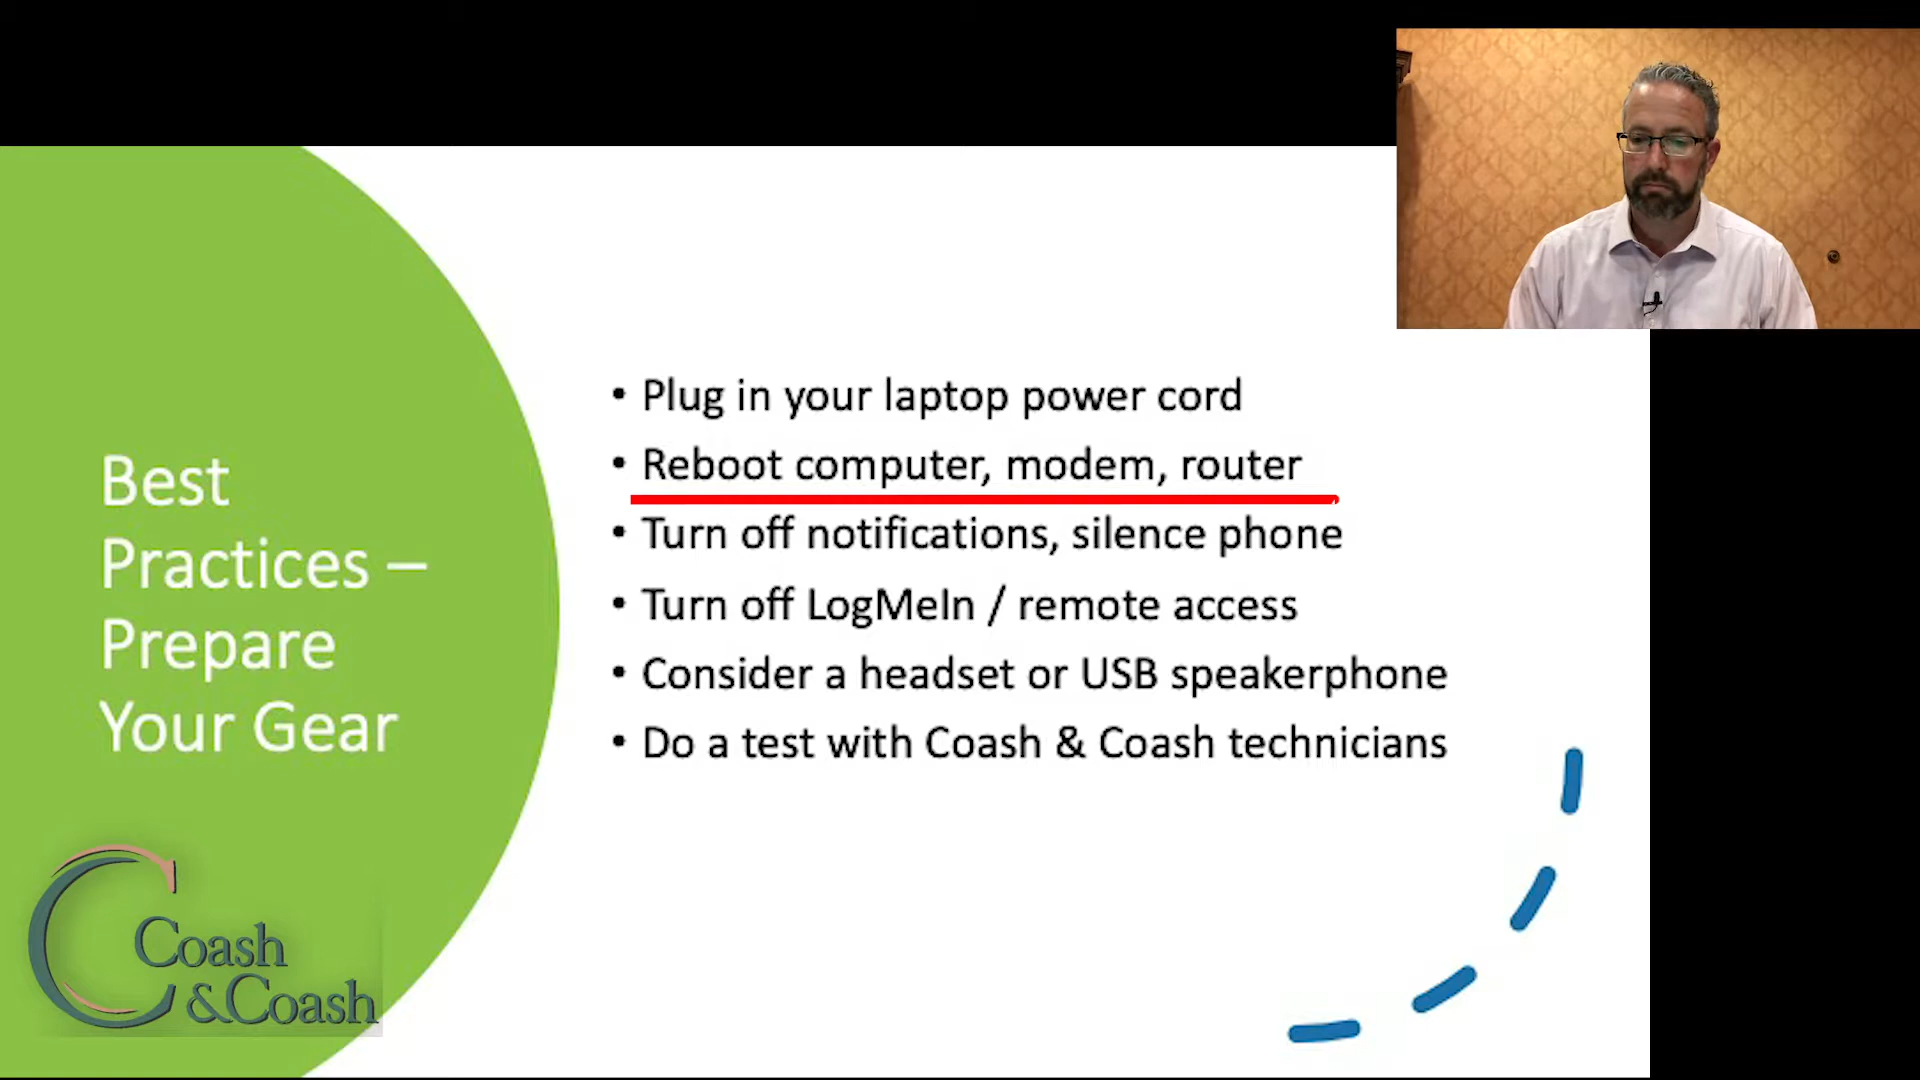 Best
Practices –
Prepare
Your Gear
• Plug in your laptop power cord
• Reboot computer, modem, router
• Turn off notifications, silence phone
• Turn off LogMeIn / remote access
• Consider a headset or USB speakerphone
• Do a test with Coash & Coash technicians
Coash
&Coash